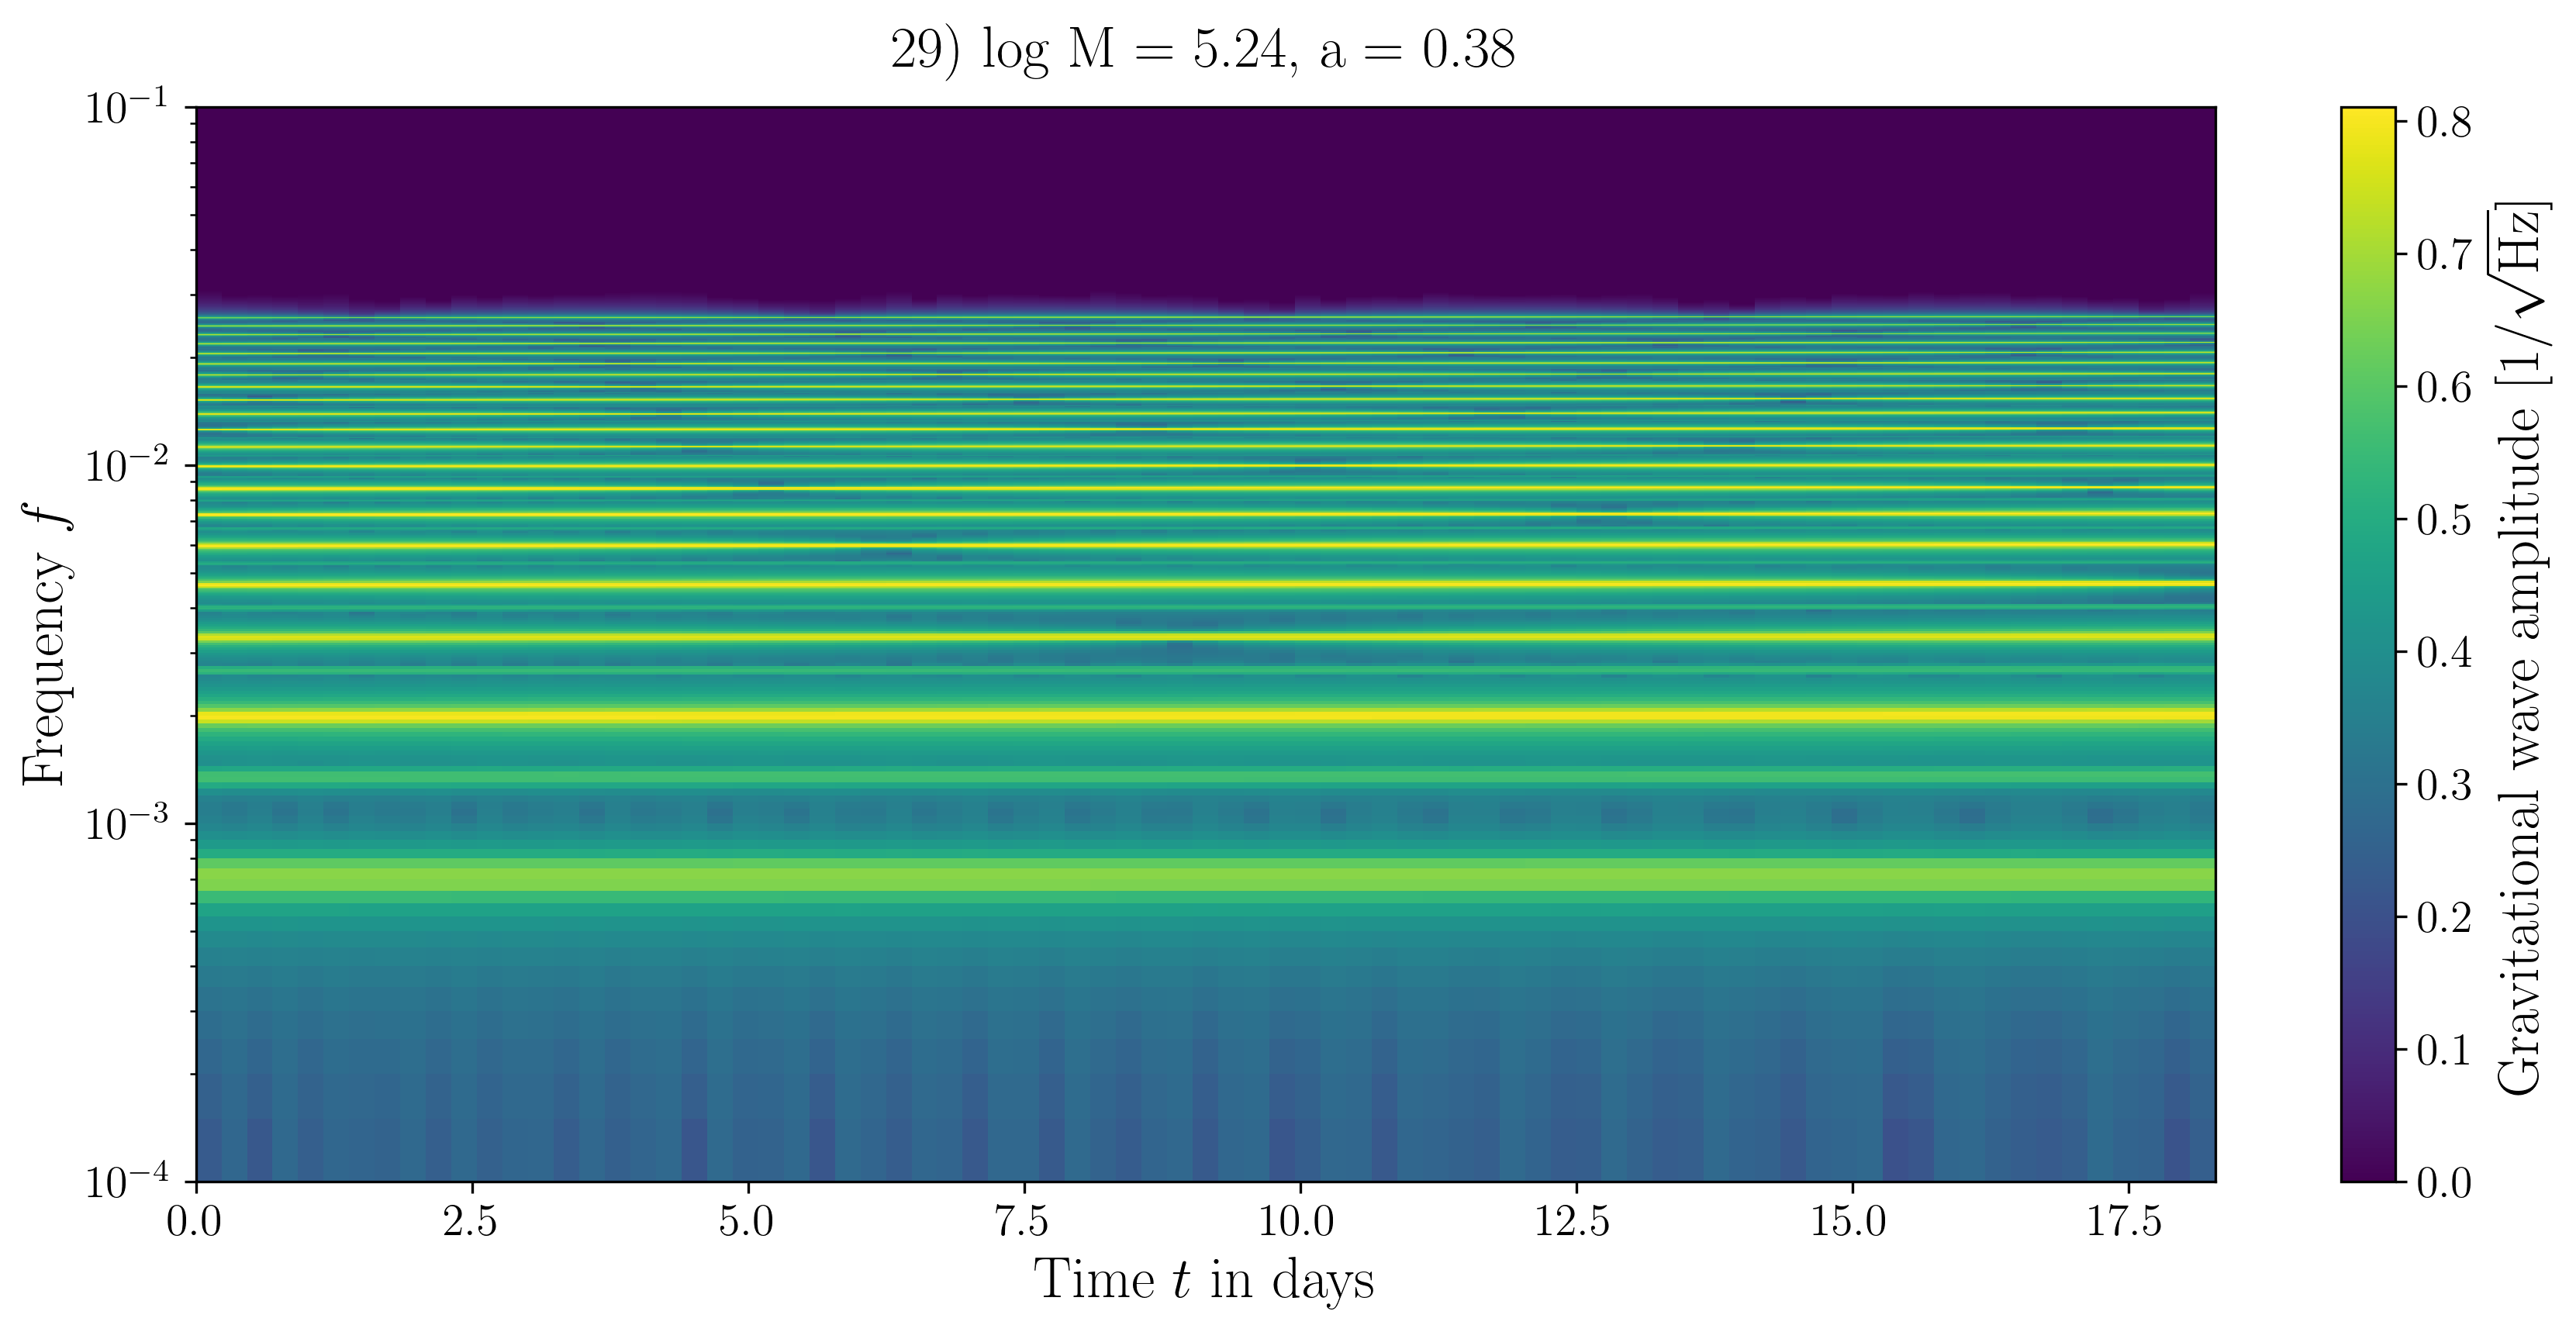 29) log M = 5.24, a = 0.38
10⁻¹
10⁻²
10⁻³
10⁻⁴
Frequency f
0.0 2.5 5.0 7.5 10.0 12.5 15.0 17.5
Time t in days
0.8
0.7
0.6
0.5
0.4
0.3
0.2
0.1
0.0
Gravitational wave amplitude [1/√Hz]